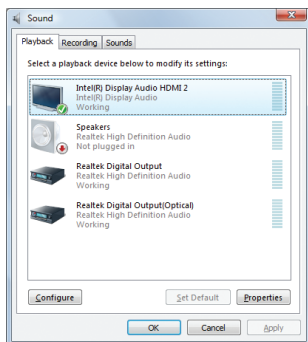 Sound
Playback
Recording
Sounds
Select a playback device below to modify its settings:
Intel(R) Display Audio HDMI 2
Intel(R) Display Audio
Working
Speakers
Realtek High Definition Audio
Not plugged in
Realtek Digital Output
Realtek High Definition Audio
Working
Realtek Digital Output(Optical)
Realtek High Definition Audio
Working
Configure
Set Default
Properties
OK
Cancel
Apply